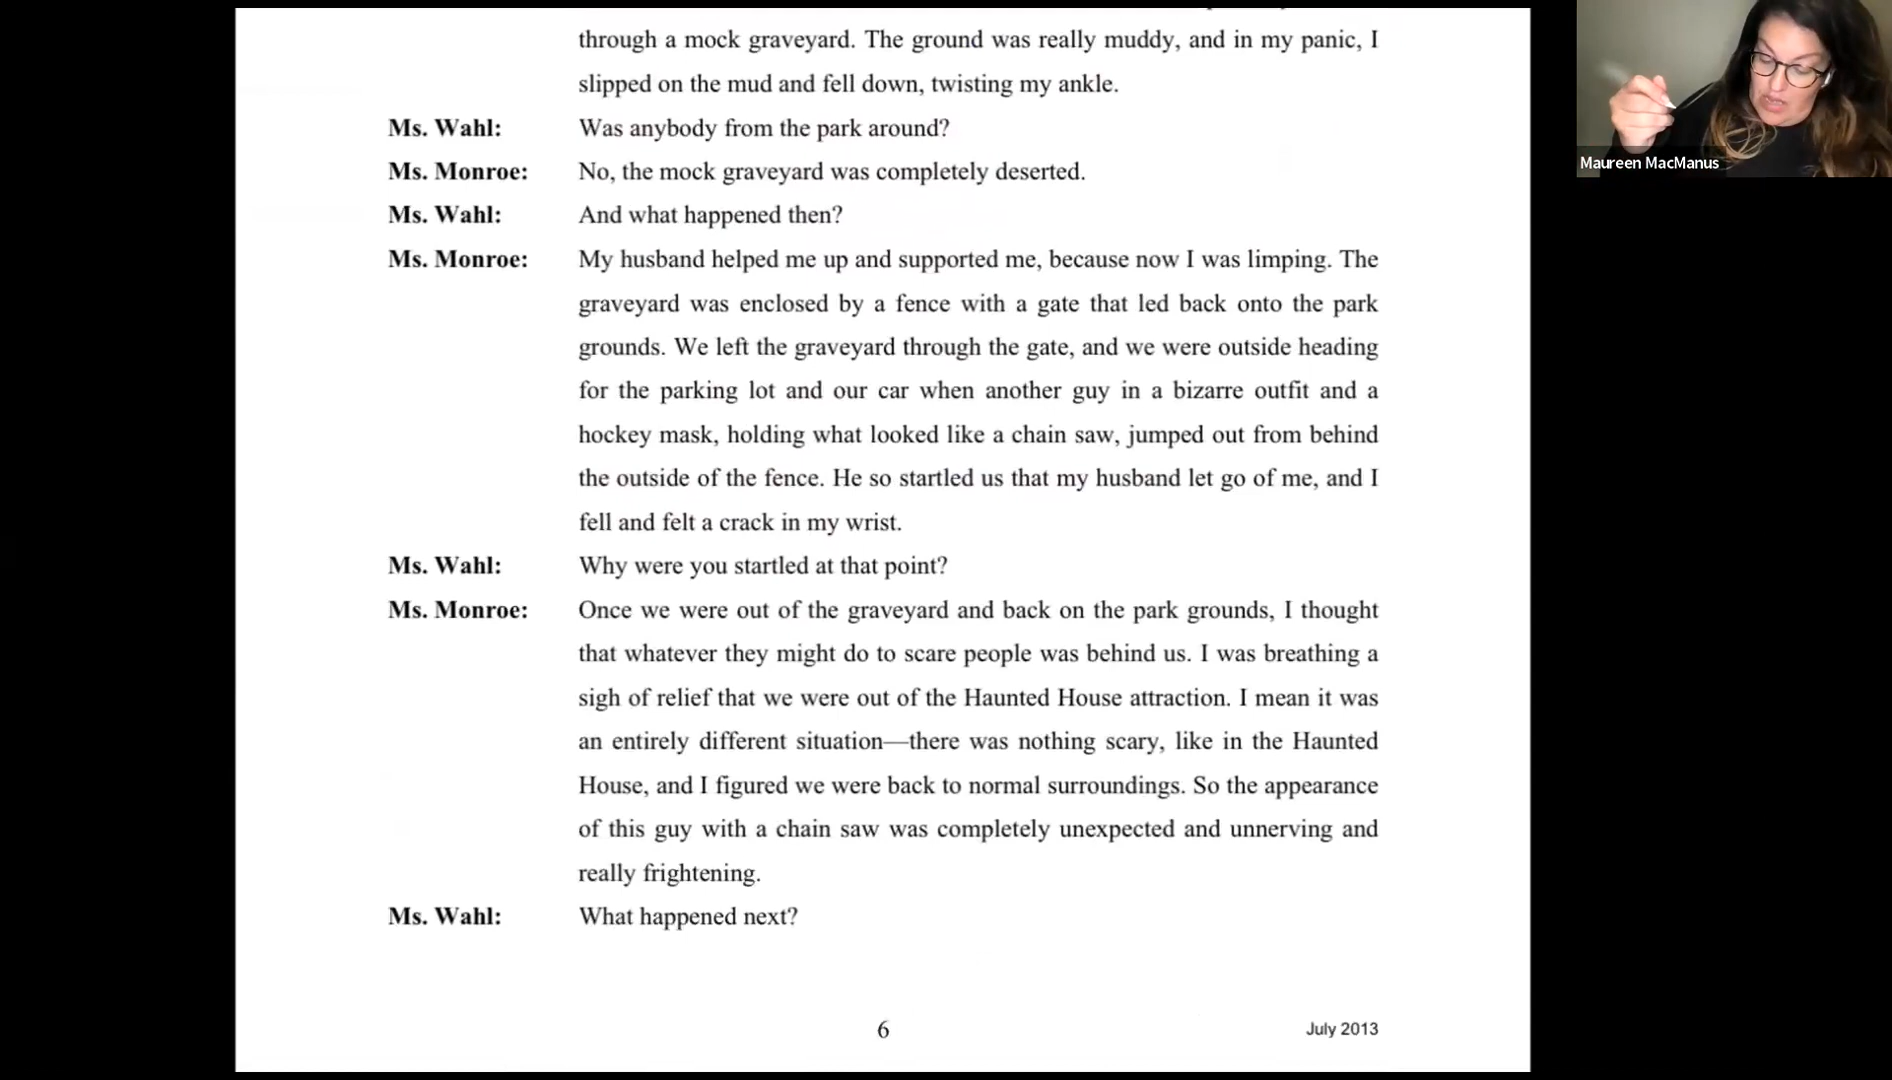 through a mock graveyard. The ground was really muddy, and in my panic, I
slipped on the mud and fell down, twisting my ankle.
Ms. Wahl: Was anybody from the park around?
Ms. Monroe: No, the mock graveyard was completely deserted.
Ms. Wahl: And what happened then?
Ms. Monroe: My husband helped me up and supported me, because now I was limping. The
graveyard was enclosed by a fence with a gate that led back onto the park
grounds. We left the graveyard through the gate, and we were outside heading
for the parking lot and our car when another guy in a bizarre outfit and a
hockey mask, holding what looked like a chain saw, jumped out from behind
the outside of the fence. He so startled us that my husband let go of me, and I
fell and felt a crack in my wrist.
Ms. Wahl: Why were you startled at that point?
Ms. Monroe: Once we were out of the graveyard and back on the park grounds, I thought
that whatever they might do to scare people was behind us. I was breathing a
sigh of relief that we were out of the Haunted House attraction. I mean it was
an entirely different situation—there was nothing scary, like in the Haunted
House, and I figured we were back to normal surroundings. So the appearance
of this guy with a chain saw was completely unexpected and unnerving and
really frightening.
Ms. Wahl: What happened next?
6 July 2013
Maureen MacManus